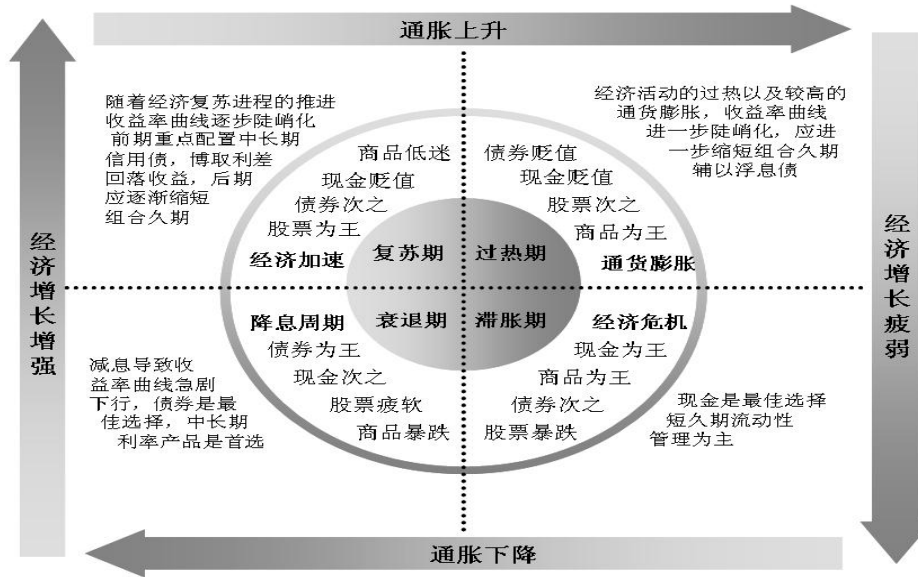 通胀上升
经济增长增强
随着经济复苏进程的推进
收益率曲线逐步陡峭化
前期重点配置中长期
信用债，博取利差
回落收益，后期
应逐渐缩短
组合久期
商品低迷
现金贬值
债券次之
股票为王
经济加速
复苏期
经济活动的过热以及较高的
通货膨胀，收益率曲线
进一步陡峭化，应进
一步缩短组合久期
辅以浮息债
债券贬值
现金贬值
股票次之
商品为王
过热期
通货膨胀
经济增长疲弱
降息周期
衰退期
债券为王
现金次之
股票疲软
商品暴跌
减息导致收
益率曲线急剧
下行，债券是最
佳选择，中长期
利率产品是首选
滞胀期
经济危机
现金为王
商品为王
债券次之
股票暴跌
现金是最佳选择
短久期流动性
管理为主
通胀下降